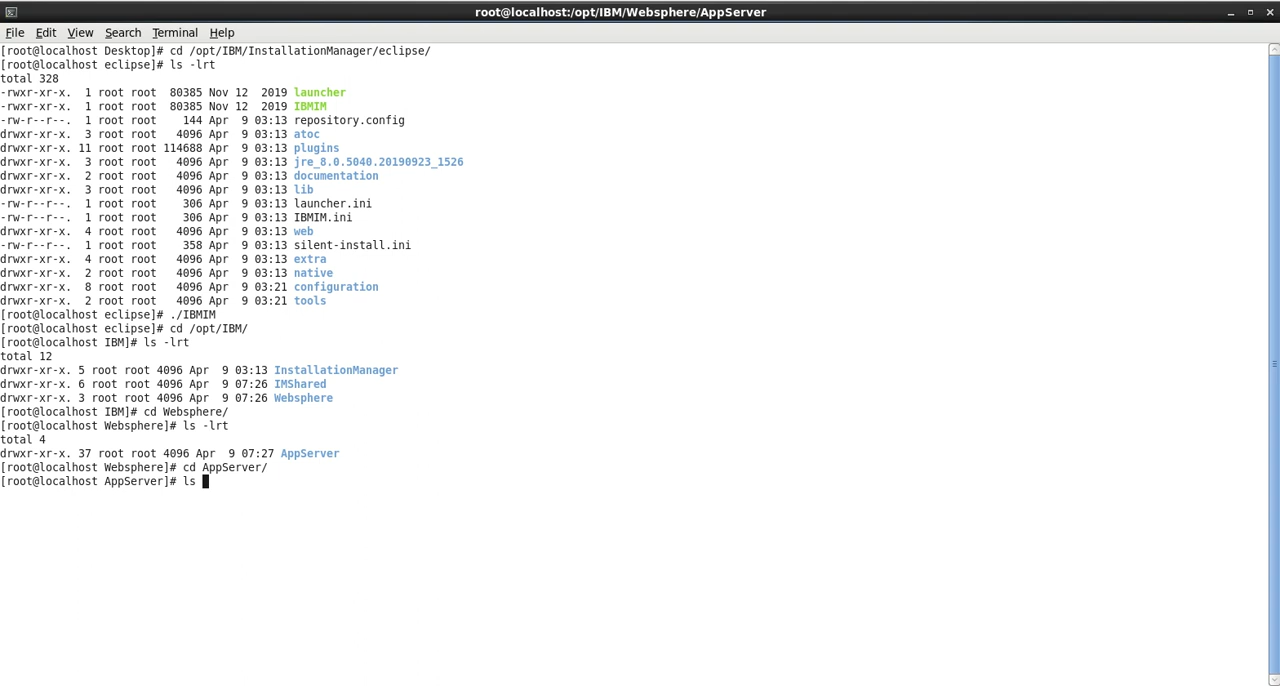 root@localhost:/opt/IBM/Websphere/AppServer
File Edit View Search Terminal Help
[root@localhost Desktop]# cd /opt/IBM/InstallationManager/eclipse/
[root@localhost eclipse]# ls -lrt
total 328
-rwxr-xr-x.  1 root root  80385 Nov 12  2019 launcher
-rwxr-xr-x.  1 root root  80385 Nov 12  2019 IBMIM
-rw-r--r--.  1 root root    144 Apr  9 03:13 repository.config
drwxr-xr-x.  3 root root   4096 Apr  9 03:13 atoc
drwxr-xr-x. 11 root root 114688 Apr  9 03:13 plugins
drwxr-xr-x.  3 root root   4096 Apr  9 03:13 jre_8.0.5040.20190923_1526
drwxr-xr-x.  2 root root   4096 Apr  9 03:13 documentation
drwxr-xr-x.  3 root root   4096 Apr  9 03:13 lib
-rw-r--r--.  1 root root    306 Apr  9 03:13 launcher.ini
-rw-r--r--.  1 root root    306 Apr  9 03:13 IBMIM.ini
drwxr-xr-x.  4 root root   4096 Apr  9 03:13 web
-rw-r--r--.  1 root root    358 Apr  9 03:13 silent-install.ini
drwxr-xr-x.  4 root root   4096 Apr  9 03:13 extra
drwxr-xr-x.  2 root root   4096 Apr  9 03:13 native
drwxr-xr-x.  8 root root   4096 Apr  9 03:21 configuration
drwxr-xr-x.  2 root root   4096 Apr  9 03:21 tools
[root@localhost eclipse]# ./IBMIM
[root@localhost eclipse]# cd /opt/IBM/
[root@localhost IBM]# ls -lrt
total 12
drwxr-xr-x. 5 root root 4096 Apr  9 03:13 InstallationManager
drwxr-xr-x. 6 root root 4096 Apr  9 07:26 IMShared
drwxr-xr-x. 3 root root 4096 Apr  9 07:26 Websphere
[root@localhost IBM]# cd Websphere/
[root@localhost Websphere]# ls -lrt
total 4
drwxr-xr-x. 37 root root 4096 Apr  9 07:27 AppServer
[root@localhost Websphere]# cd AppServer/
[root@localhost AppServer]# ls